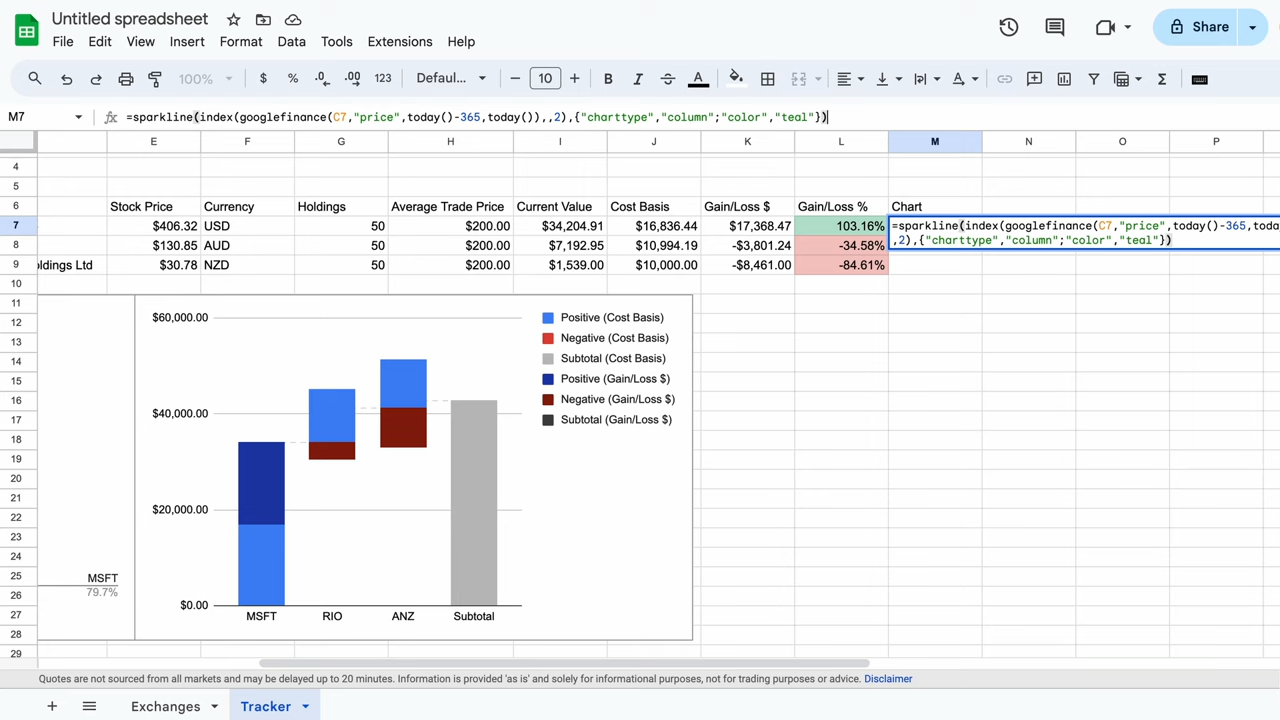 Untitled spreadsheet
File Edit View Insert Format Data Tools Extensions Help
Share
100% $ % .0 .00 123 Defaul... 10 B I S A
M7 fx =sparkline(index(googlefinance(C7,"price",today()-365,today()),,2),{"charttype","column";"color","teal"})
E F G H I J K L M N O P
4
5
6 Stock Price Currency Holdings Average Trade Price Current Value Cost Basis Gain/Loss $ Gain/Loss % Chart
7 $406.32 USD 50 $200.00 $34,204.91 $16,836.44 $17,368.47 103.16% =sparkline(index(googlefinance(C7,"price",today()-365,toda
,2),{"charttype","column";"color","teal"})
8 $130.85 AUD 50 $200.00 $7,192.95 $10,994.19 -$3,801.24 -34.58%
9 oldings Ltd $30.78 NZD 50 $200.00 $1,539.00 $10,000.00 -$8,461.00 -84.61%
10
11
12
13
14
15
16
17
18
19
20
21
22
23
24
25
26
27
28
29
$60,000.00
$40,000.00
$20,000.00
$0.00
MSFT RIO ANZ Subtotal
Positive (Cost Basis)
Negative (Cost Basis)
Subtotal (Cost Basis)
Positive (Gain/Loss $)
Negative (Gain/Loss $)
Subtotal (Gain/Loss $)
MSFT
79.7%
Quotes are not sourced from all markets and may be delayed up to 20 minutes. Information is provided 'as is' and solely for informational purposes, not for trading purposes or advice. Disclaimer
Exchanges Tracker